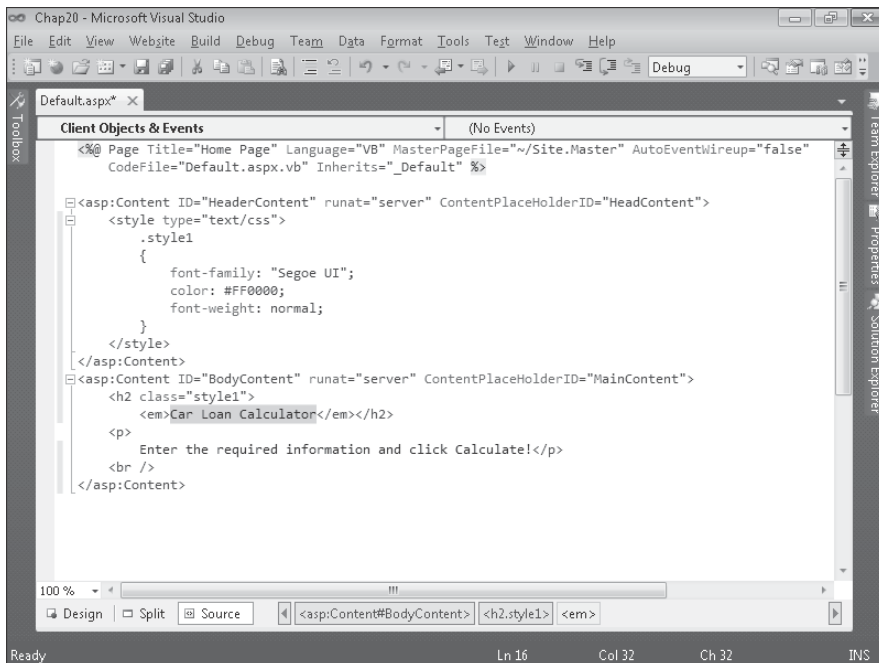 Chap20 - Microsoft Visual Studio
File Edit View Website Build Debug Team Data Format Tools Test Window Help
Debug
Default.aspx*
Toolbox
Client Objects & Events (No Events)
<%@ Page Title="Home Page" Language="VB" MasterPageFile="~/Site.Master" AutoEventWireup="false"
CodeFile="Default.aspx.vb" Inherits="_Default" %>
<asp:Content ID="HeaderContent" runat="server" ContentPlaceHolderID="HeadContent">
<style type="text/css">
.style1
{
font-family: "Segoe UI";
color: #FF0000;
font-weight: normal;
}
</style>
</asp:Content>
<asp:Content ID="BodyContent" runat="server" ContentPlaceHolderID="MainContent">
<h2 class="style1">
<em>Car Loan Calculator</em></h2>
<p>
Enter the required information and click Calculate!</p>
<br />
</asp:Content>
Team Explorer
Properties
Solution Explorer
100 %
Design Split Source <asp:Content#BodyContent> <h2.style1> <em>
Ready Ln 16 Col 32 Ch 32 INS